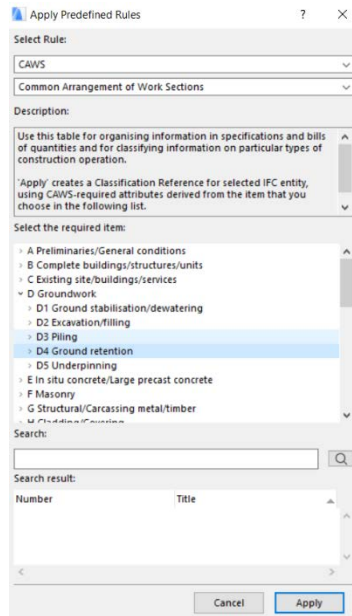 Apply Predefined Rules
Select Rule:
CAWS
Common Arrangement of Work Sections
Description:
Use this table for organising information in specifications and bills
of quantities and for classifying information on particular types of
construction operation.
'Apply' creates a Classification Reference for selected IFC entity,
using CAWS-required attributes derived from the item that you
choose in the following list.
Select the required item:
A Preliminaries/General conditions
B Complete buildings/structures/units
C Existing site/buildings/services
D Groundwork
D1 Ground stabilisation/dewatering
D2 Excavation/filling
D3 Piling
D4 Ground retention
D5 Underpinning
E In situ concrete/Large precast concrete
F Masonry
G Structural/Carcassing metal/timber
H Cladding/Covering
Search:
Search result:
Number Title
Cancel Apply